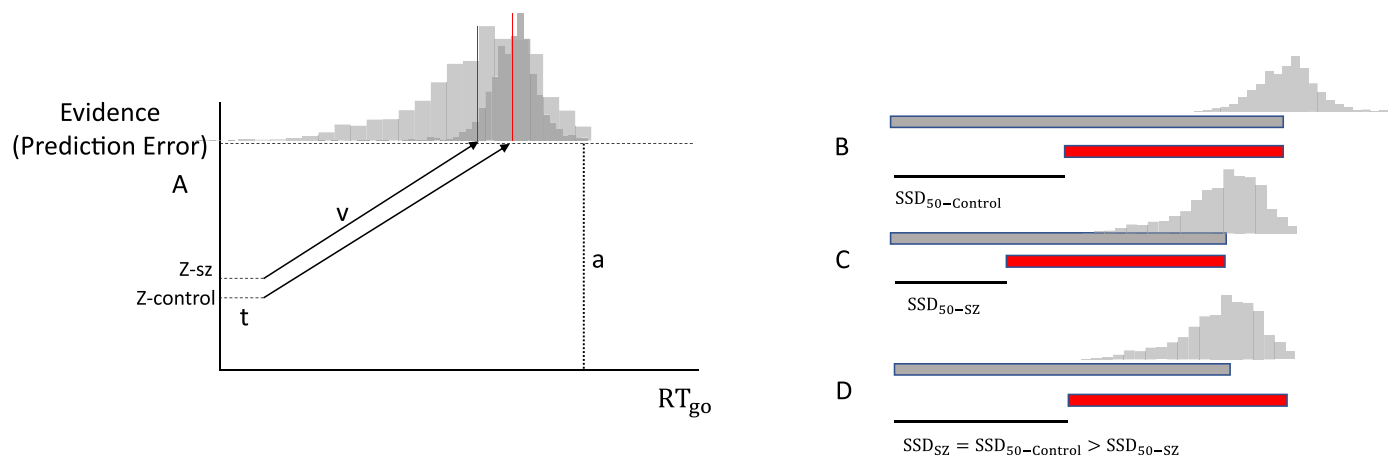 Evidence
(Prediction Error)
A
v
Z-sz
Z-control
t
a
RTgo
B
SSD50−Control
C
SSD50−SZ
D
SSDSZ = SSD50−Control > SSD50−SZ